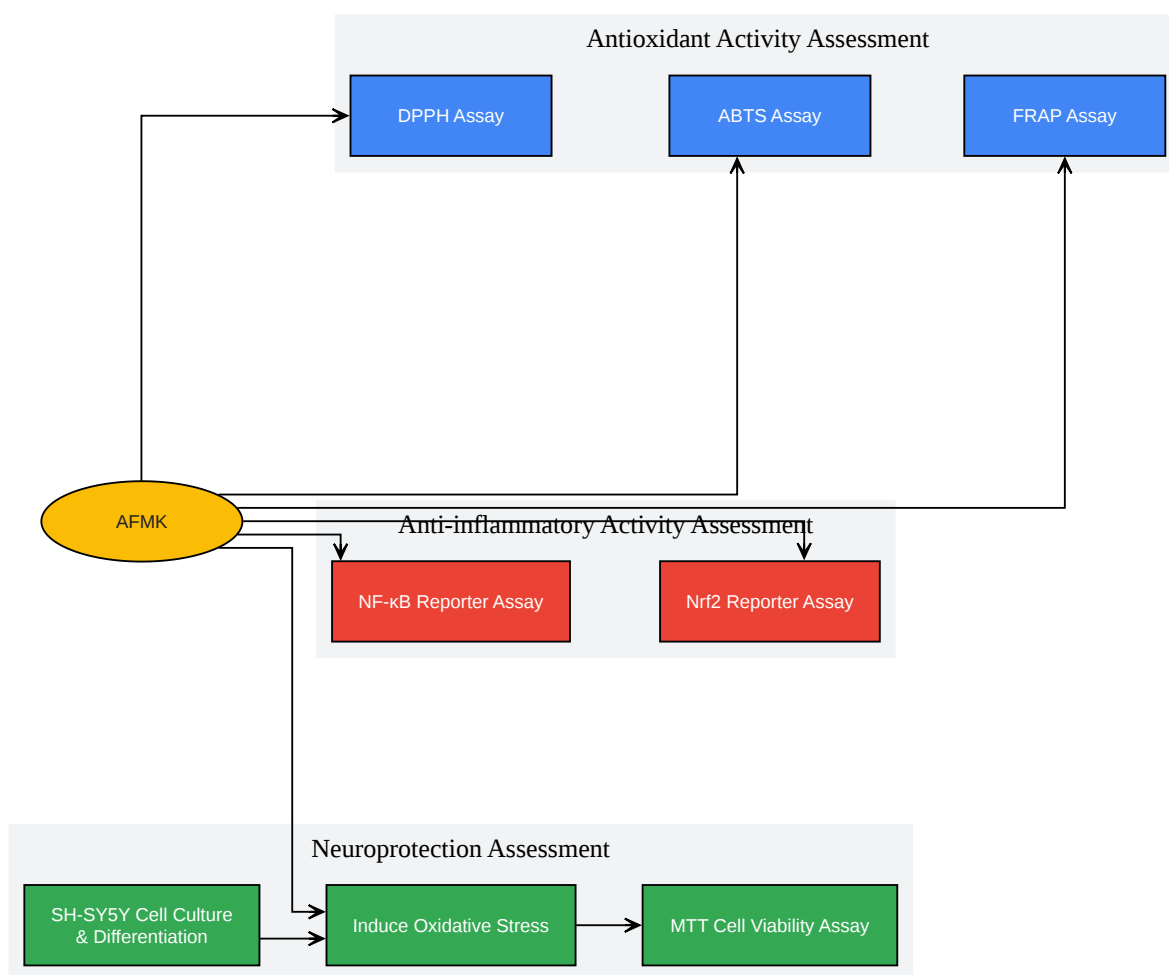 Antioxidant Activity Assessment
DPPH Assay
ABTS Assay
FRAP Assay
AFMK
Anti-inflammatory Activity Assessment
NF-κB Reporter Assay
Nrf2 Reporter Assay
Neuroprotection Assessment
SH-SY5Y Cell Culture
& Differentiation
Induce Oxidative Stress
MTT Cell Viability Assay